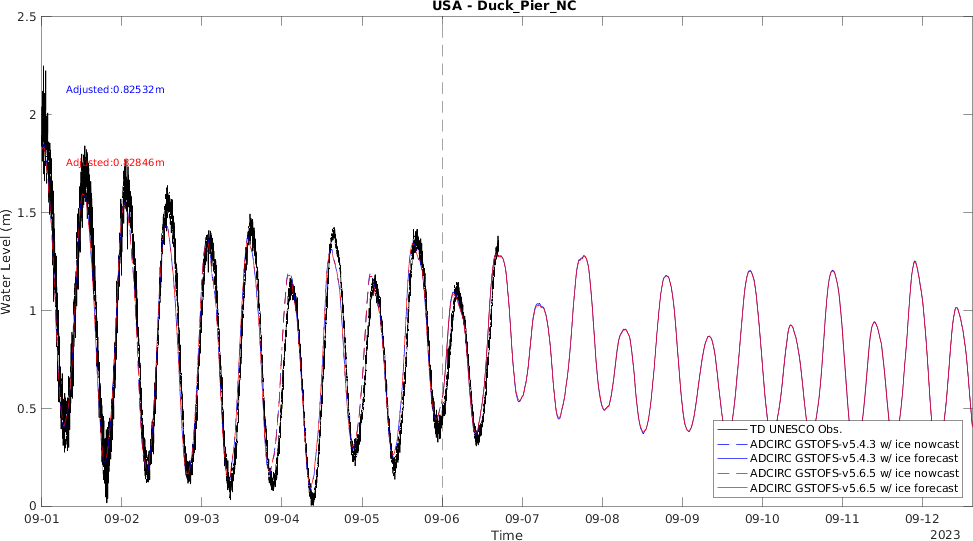 USA - Duck_Pier_NC
2.5
Adjusted:0.82532m
2
Adjusted:0.82846m
1.5
Water Level (m)
1
0.5
TD UNESCO Obs.
ADCIRC GSTOFS-v5.4.3 w/ ice nowcast
ADCIRC GSTOFS-v5.4.3 w/ ice forecast
ADCIRC GSTOFS-v5.6.5 w/ ice nowcast
ADCIRC GSTOFS-v5.6.5 w/ ice forecast
0
09-01 09-02 09-03 09-04 09-05 09-06 09-07 09-08 09-09 09-10 09-11 09-12
Time 2023